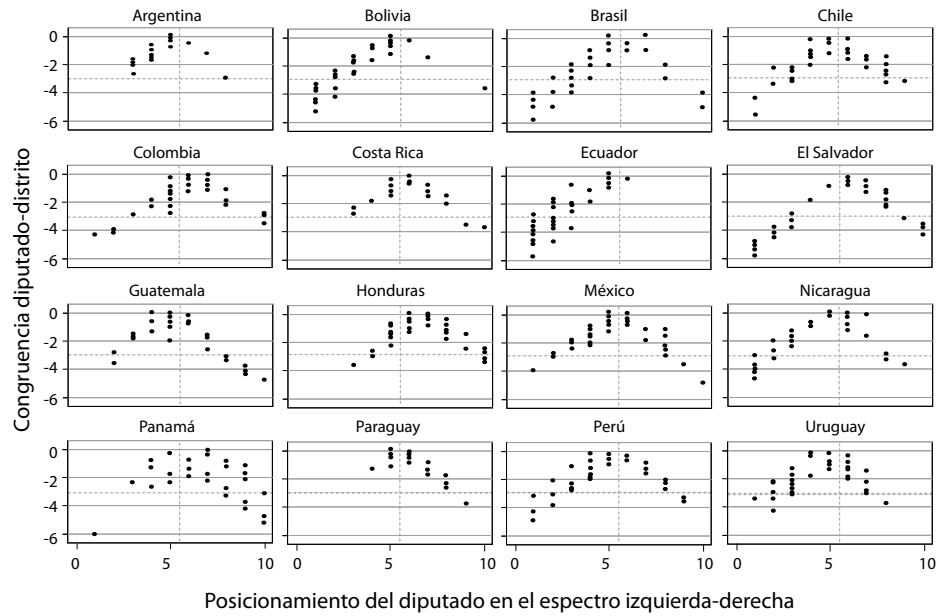 Argentina Bolivia Brasil Chile
0
-2
-4
-6
Colombia Costa Rica Ecuador El Salvador
0
-2
-4
-6
Guatemala Honduras México Nicaragua
0
-2
-4
-6
Panamá Paraguay Perú Uruguay
0
-2
-4
-6
0 5 10 0 5 10 0 5 10 0 5 10
Congruencia diputado-distrito
Posicionamiento del diputado en el espectro izquierda-derecha